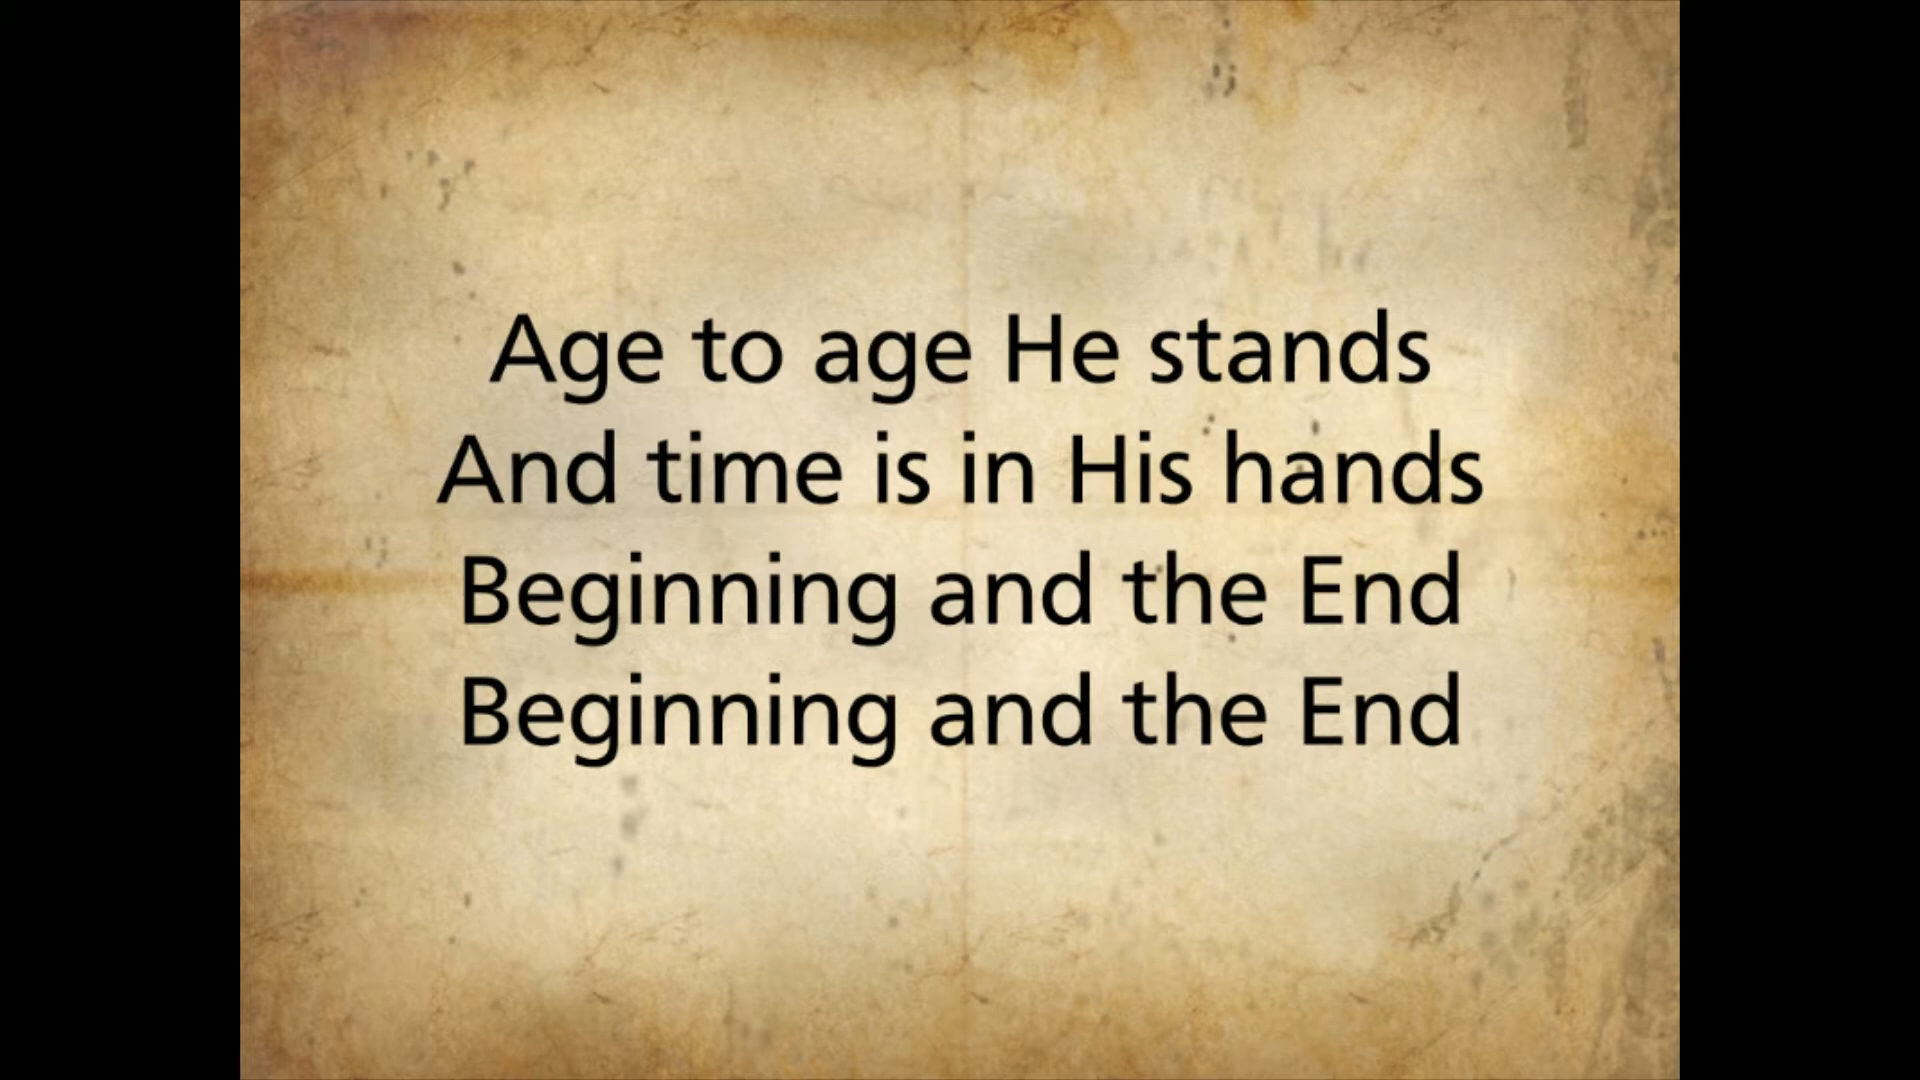 Age to age He stands
And time is in His hands
Beginning and the End
Beginning and the End